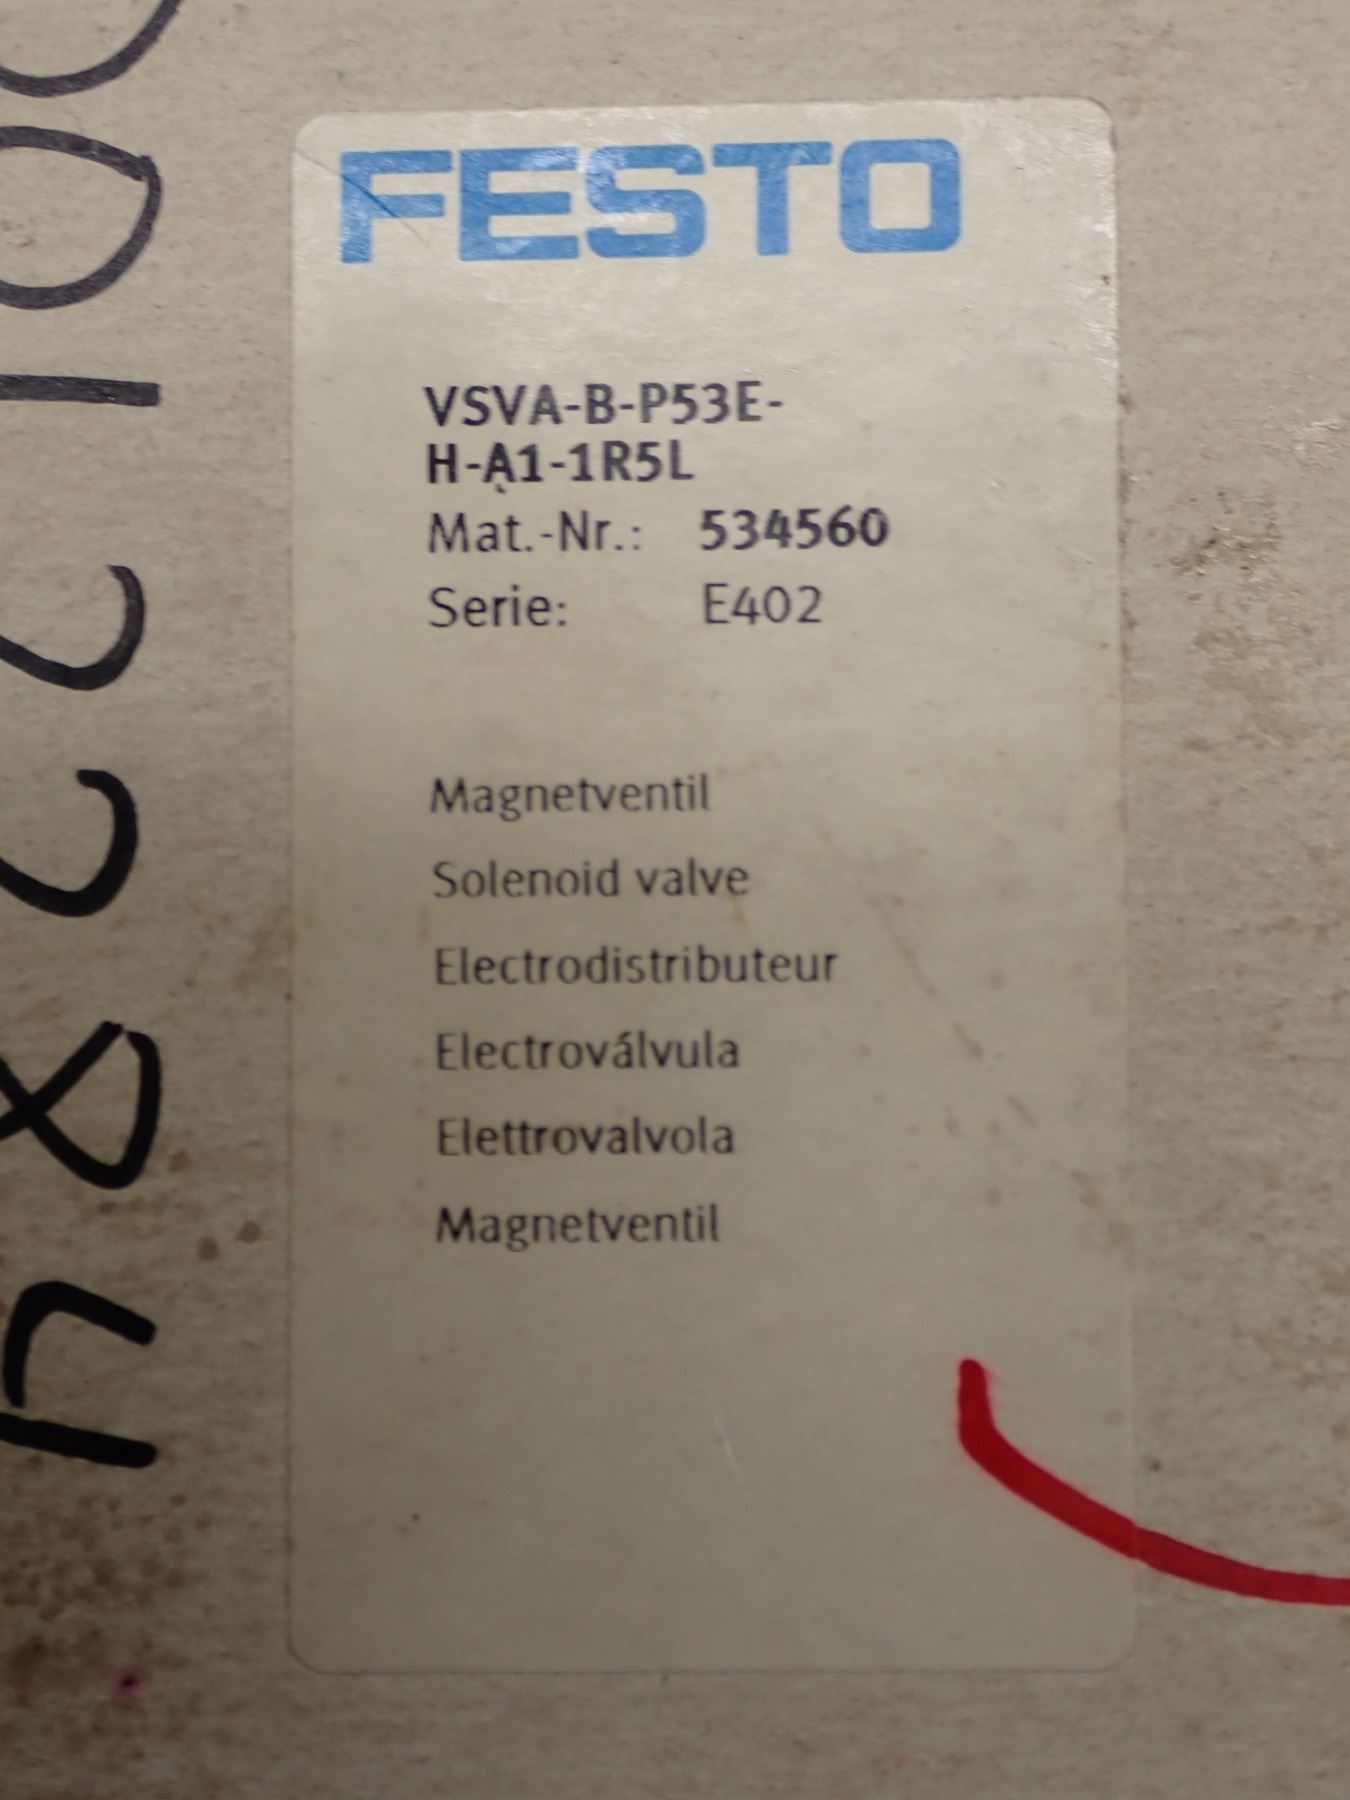 FESTO
VSVA-B-P53E-
H-A1-1R5L
Mat.-Nr.: 534560
Serie: E402
Magnetventil
Solenoid valve
Electrodistributeur
Electroválvula
Elettrovalvola
Magnetventil